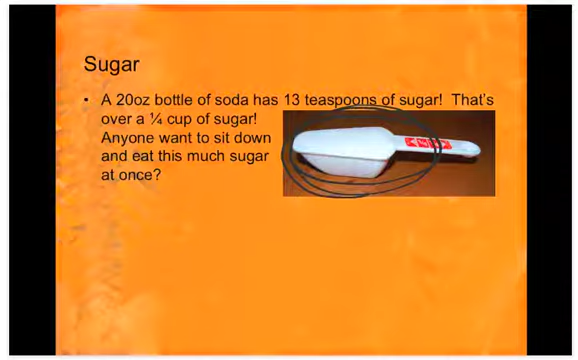 Sugar
• A 20oz bottle of soda has 13 teaspoons of sugar! That's
over a ¼ cup of sugar!
Anyone want to sit down
and eat this much sugar
at once?